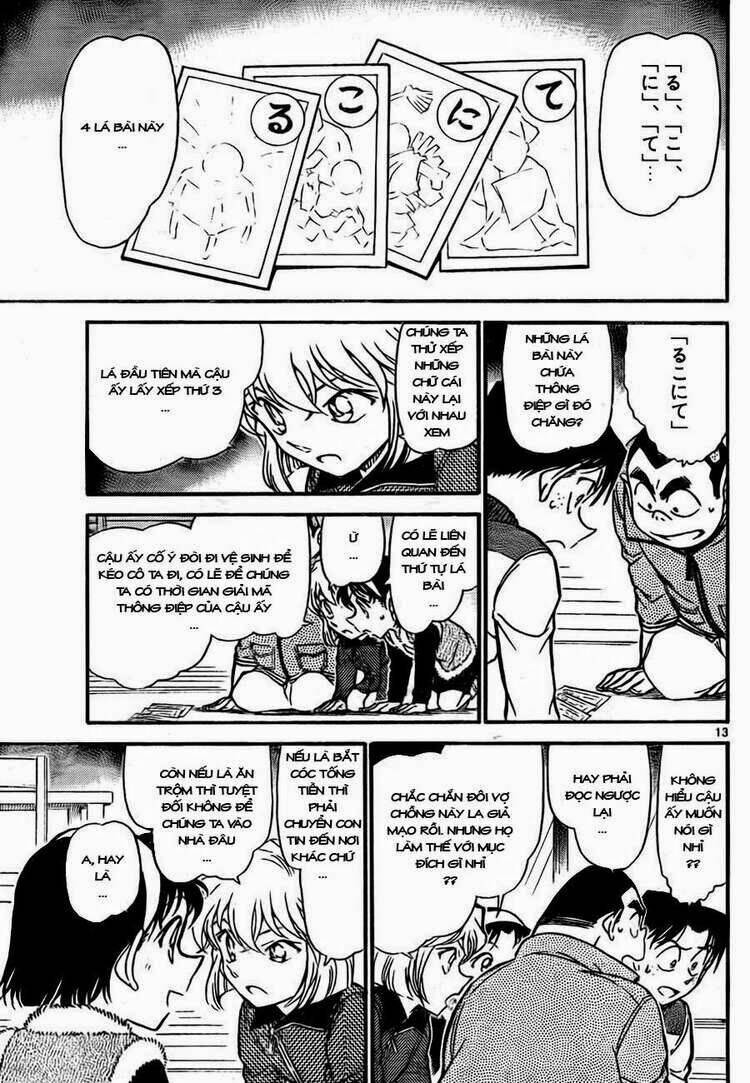 「る」、「こ」、
「に」、「て」…
て
に
こ
る
4 LÁ BÀI NÀY
...
「るこにて」
NHỮNG LÁ
BÀI NÀY
CHỨA
THÔNG
ĐIỆP GÌ ĐÓ
CHĂNG?
CHÚNG TA
THỬ XẾP
NHỮNG
CHỮ CÁI
NÀY LẠI
VỚI NHAU
XEM
LÁ ĐẦU TIÊN MÀ CẬU
ẤY LẤY XẾP THỨ 3
...
CÓ LẼ LIÊN
QUAN ĐẾN
THỨ TỰ LÁ
BÀI
...
Ừ
...
CẬU ẤY CỐ Ý ĐÒI ĐI VỆ SINH ĐỂ
KÉO CÔ TA ĐI, CÓ LẼ ĐỂ CHÚNG
TA CÓ THỜI GIAN GIẢI MÃ
THÔNG ĐIỆP CỦA CẬU ẤY
...
13
KHÔNG
HIỂU CẬU
ẤY MUỐN
NÓI GÌ
NHỈ
??
HAY PHẢI
ĐỌC NGƯỢC
LẠI
...
CHẮC CHẮN ĐÔI VỢ
CHỒNG NÀY LÀ GIẢ
MẠO RỒI. NHƯNG HỌ
LÀM THẾ VỚI MỤC
ĐÍCH GÌ NHỈ
??
NẾU LÀ BẮT
CÓC TỐNG
TIỀN THÌ
PHẢI
CHUYỂN CON
TIN ĐẾN NƠI
KHÁC CHỨ
...
CÒN NẾU LÀ ĂN
TRỘM THÌ TUYỆT
ĐỐI KHÔNG ĐỂ
CHÚNG TA VÀO
NHÀ ĐÂU
...
A, HAY
LÀ
...